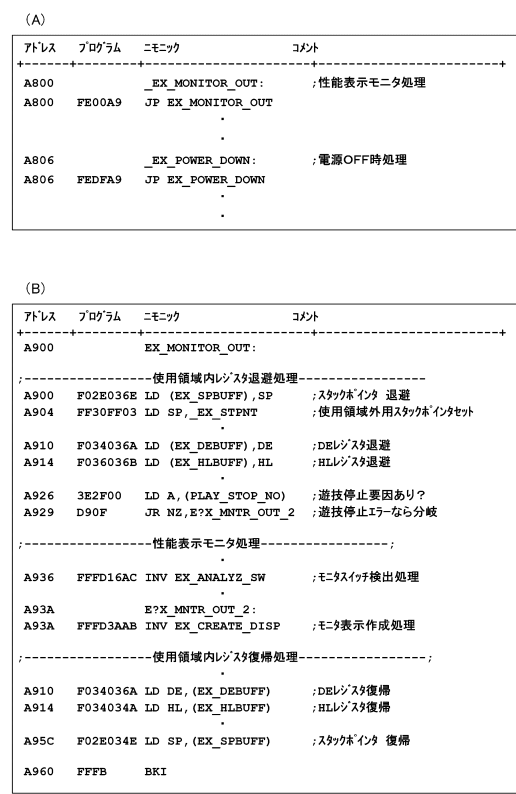 (A)
アドレス プログラム ニモニック コメント
+------+---------+------------------------+--------------------------+
A800 _EX_MONITOR_OUT: ;性能表示モニタ処理
A800 FE00A9 JP EX_MONITOR_OUT
・
・
A806 _EX_POWER_DOWN: ;電源OFF時処理
A806 FEDFA9 JP EX_POWER_DOWN
・
・
(B)
アドレス プログラム ニモニック コメント
+------+---------+------------------------+--------------------------+
A900 EX_MONITOR_OUT:
;-----------------使用領域内レジスタ退避処理-----------------
A900 F02E036E LD (EX_SPBUFF),SP ;スタックポインタ 退避
A904 FF30FF03 LD SP,_EX_STPNT ;使用領域外用スタックポインタセット
・
A910 F034036A LD (EX_DEBUFF),DE ;DEレジスタ退避
A914 F036036B LD (EX_HLBUFF),HL ;HLレジスタ退避
・
A926 3E2F00 LD A,(PLAY_STOP_NO) ;遊技停止要因あり?
A929 D90F JR NZ,E?X_MNTR_OUT_2 ;遊技停止エラーなら分岐
;-----------------性能表示モニタ処理-----------------;
・
A936 FFFD16AC INV EX_ANALYZ_SW ;モニタスイッチ検出処理
・
A93A E?X_MNTR_OUT_2:
A93A FFFD3AAB INV EX_CREATE_DISP ;モニタ表示作成処理
;-----------------使用領域内レジスタ復帰処理-----------------;
・
A910 F034036A LD DE,(EX_DEBUFF) ;DEレジスタ復帰
A914 F034034A LD HL,(EX_HLBUFF) ;HLレジスタ復帰
・
A95C F02E034E LD SP,(EX_SPBUFF) ;スタックポインタ 復帰
A960 FFFB BKI